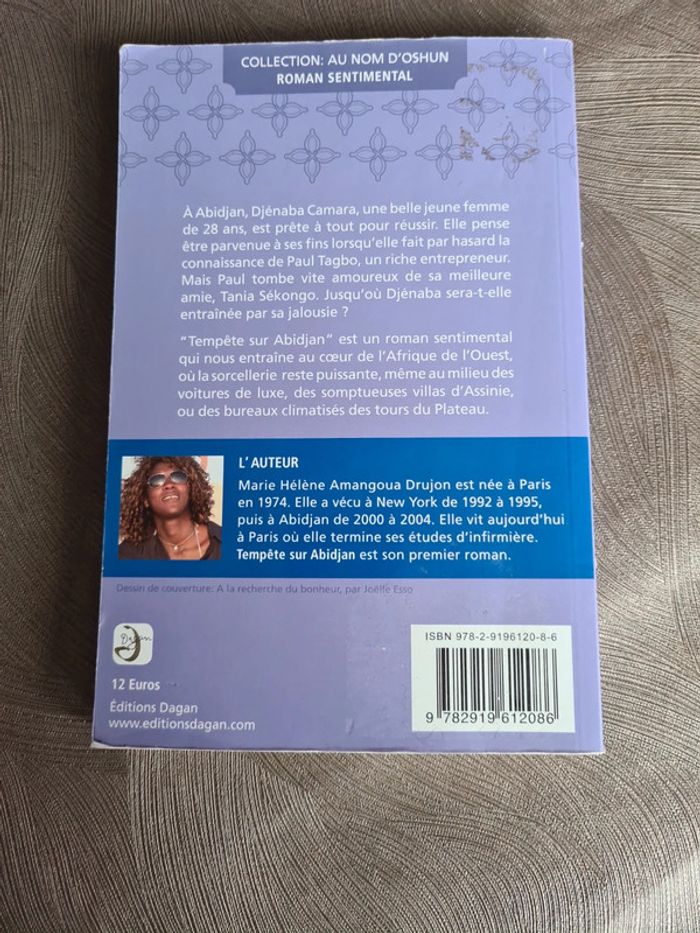 COLLECTION: AU NOM D'OSHUN
ROMAN SENTIMENTAL
À Abidjan, Djénaba Camara, une belle jeune femme
de 28 ans, est prête à tout pour réussir. Elle pense
être parvenue à ses fins lorsqu'elle fait par hasard la
connaissance de Paul Tagbo, un riche entrepreneur.
Mais Paul tombe vite amoureux de sa meilleure
amie, Tania Sékongo. Jusqu'où Djénaba sera-t-elle
entraînée par sa jalousie ?
"Tempête sur Abidjan" est un roman sentimental
qui nous entraîne au cœur de l'Afrique de l'Ouest,
où la sorcellerie reste puissante, même au milieu des
voitures de luxe, des somptueuses villas d'Assinie,
ou des bureaux climatisés des tours du Plateau.
L'AUTEUR
Marie Hélène Amangoua Drujon est née à Paris
en 1974. Elle a vécu à New York de 1992 à 1995,
puis à Abidjan de 2000 à 2004. Elle vit aujourd'hui
à Paris où elle termine ses études d'infirmière.
Tempête sur Abidjan est son premier roman.
Dessin de couverture: A la recherche du bonheur, par Joëlle Esso
Dagan
ISBN 978-2-9196120-8-6
12 Euros
Éditions Dagan
www.editionsdagan.com
9 782919 612086